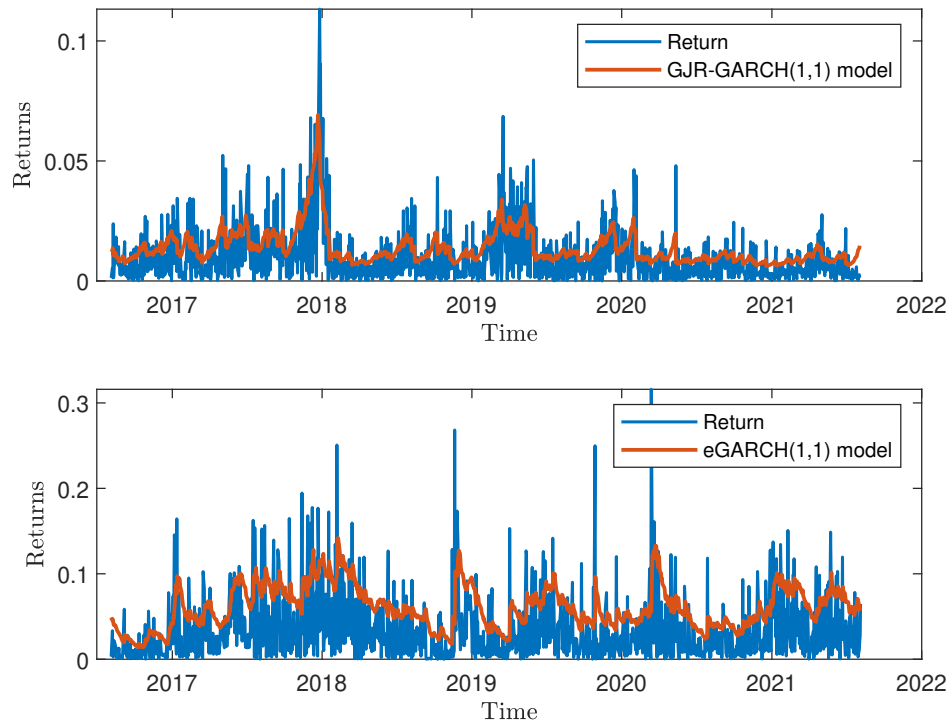 0.1
0.05
0
Returns
Return
GJR-GARCH(1,1) model
2017 2018 2019 2020 2021 2022
Time
0.3
0.2
0.1
0
Returns
Return
eGARCH(1,1) model
2017 2018 2019 2020 2021 2022
Time